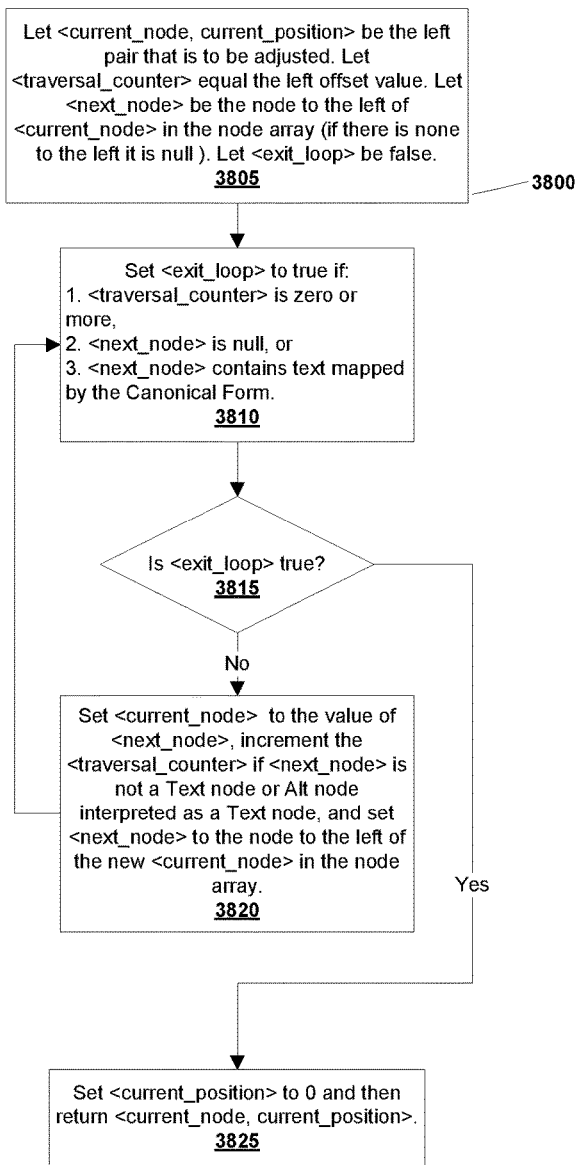 Let <current_node, current_position> be the left
pair that is to be adjusted. Let
<traversal_counter> equal the left offset value. Let
<next_node> be the node to the left of
<current_node> in the node array (if there is none
to the left it is null ). Let <exit_loop> be false.
3805
3800
Set <exit_loop> to true if:
1. <traversal_counter> is zero or
more,
2. <next_node> is null, or
3. <next_node> contains text mapped
by the Canonical Form.
3810
Is <exit_loop> true?
3815
No
Set <current_node> to the value of
<next_node>, increment the
<traversal_counter> if <next_node> is
not a Text node or Alt node
interpreted as a Text node, and set
<next_node> to the node to the left of
the new <current_node> in the node
array.
3820
Yes
Set <current_position> to 0 and then
return <current_node, current_position>.
3825